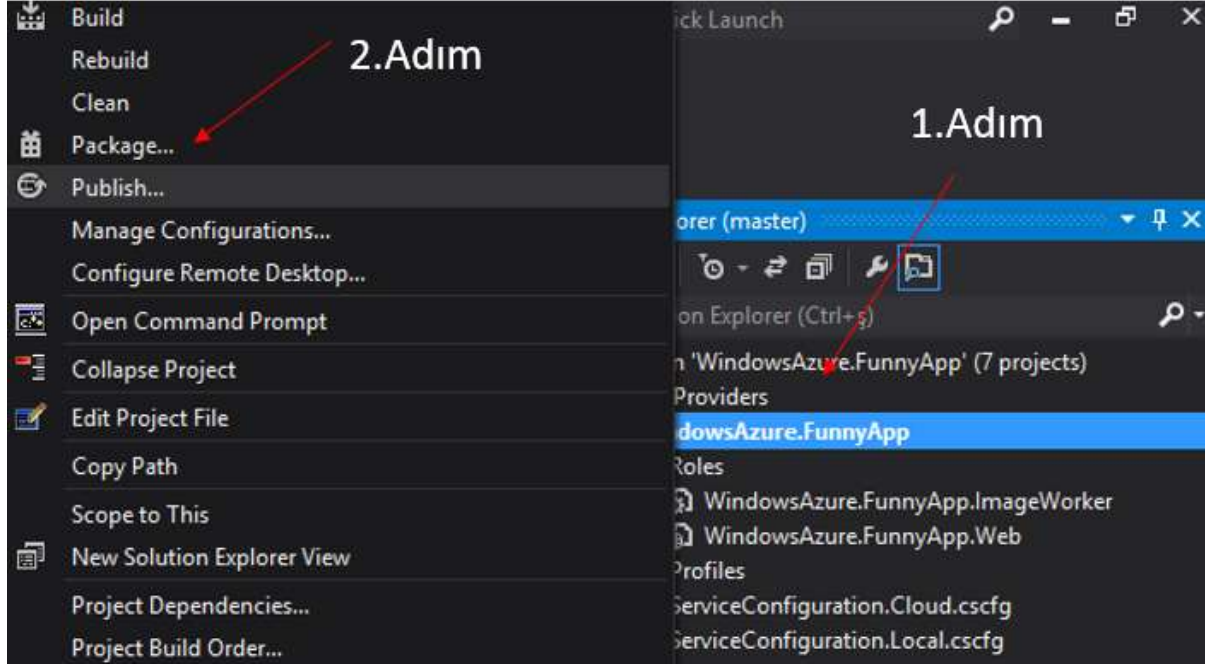 Build
Rebuild
Clean
Package...
Publish...
Manage Configurations...
Configure Remote Desktop...
Open Command Prompt
Collapse Project
Edit Project File
Copy Path
Scope to This
New Solution Explorer View
Project Dependencies...
Project Build Order...
2.Adım
ick Launch
1.Adım
orer (master)
on Explorer (Ctrl+ş)
n 'WindowsAzure.FunnyApp' (7 projects)
Providers
dowsAzure.FunnyApp
Roles
WindowsAzure.FunnyApp.ImageWorker
WindowsAzure.FunnyApp.Web
Profiles
ServiceConfiguration.Cloud.cscfg
ServiceConfiguration.Local.cscfg